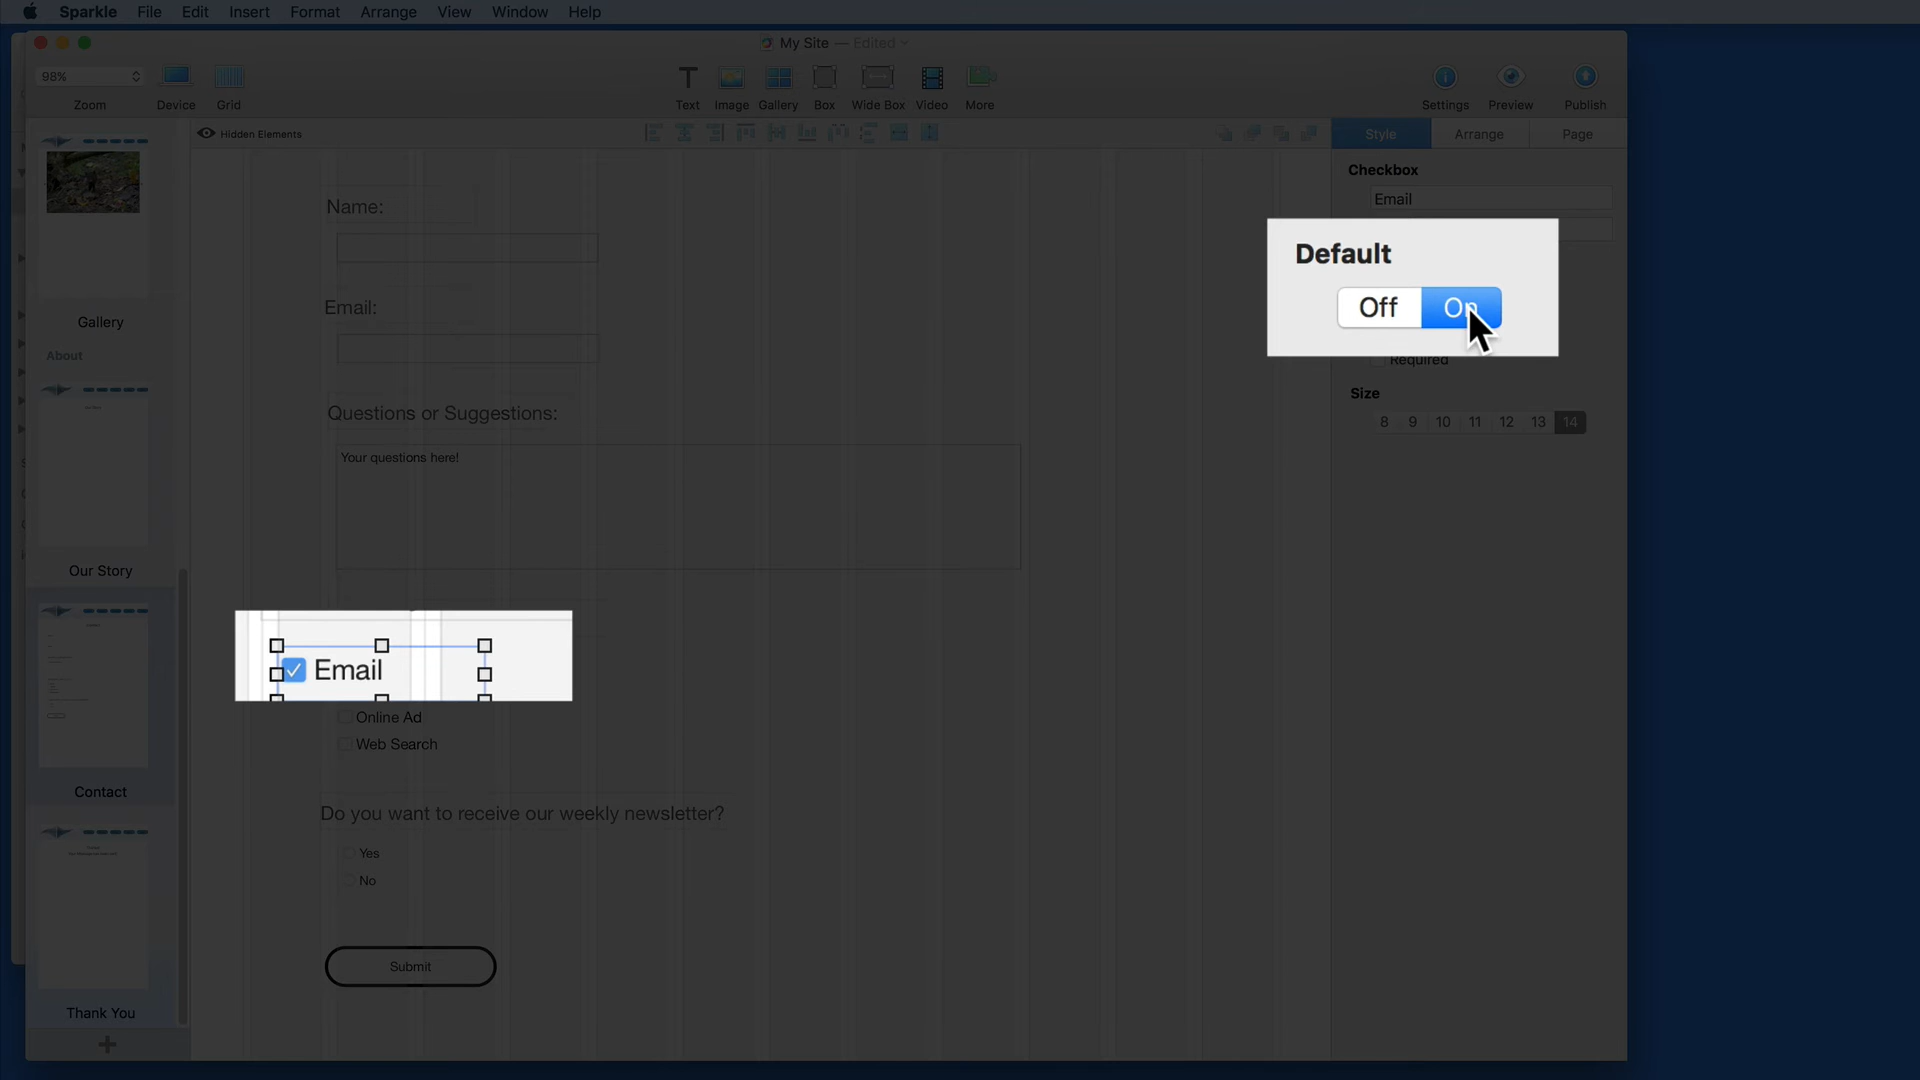 Sparkle File Edit Insert Format Arrange View Window Help
My Site — Edited
98%
Zoom Device Grid Text Image Gallery Box Wide Box Video More Settings Preview Publish
Hidden Elements
Style Arrange Page
Checkbox
Email
Default
Off On
Required
Size
8 9 10 11 12 13 14
Gallery
About
Our Story
Contact
Thank You
Name:
Email:
Questions or Suggestions:
Your questions here!
Email
Online Ad
Web Search
Do you want to receive our weekly newsletter?
Yes
No
Submit